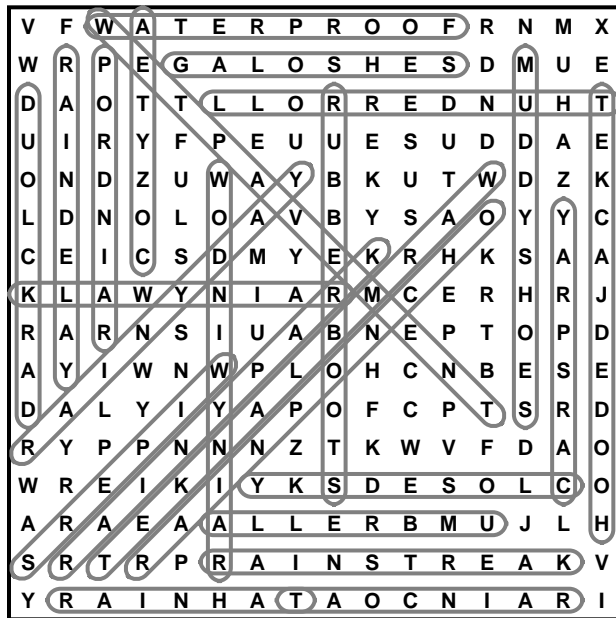 V F W A T E R P R O O F R N M X
W R P E G A L O S H E S D M U E
D A O T T L L O R R E D N U H T
U I R Y F P E U U E S U D D A E
O N D Z U W A Y B K U T W D Z K
L D N O L O A V B Y S A O Y Y C
C E I C S D M Y E K R H K S A A
K L A W Y N I A R M C E R H R J
R A R N S I U A B N E P T O P D
A Y I W N W P L O H C N B E S E
D A L Y I Y A P O F C P T S R D
R Y P P N N N Z T K W V F D A O
W R E I K I Y K S D E S O L C O
A R A E A A L L E R B M U J L H
S R T R P R A I N S T R E A K V
Y R A I N H A T A O C N I A R I